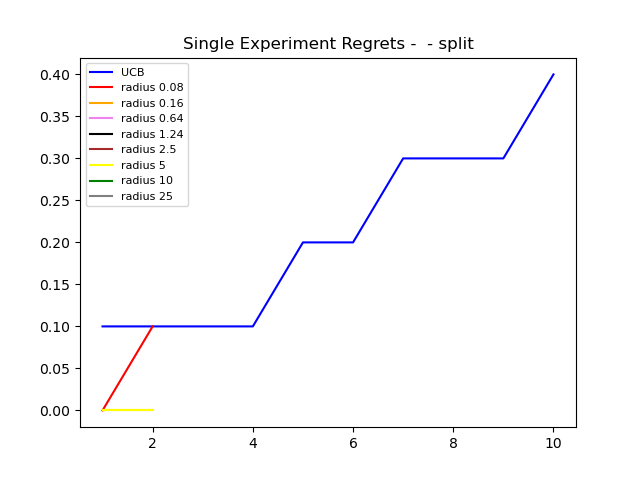 Single Experiment Regrets -  - split
UCB
radius 0.08
radius 0.16
radius 0.64
radius 1.24
radius 2.5
radius 5
radius 10
radius 25
0.40
0.35
0.30
0.25
0.20
0.15
0.10
0.05
0.00
2 4 6 8 10